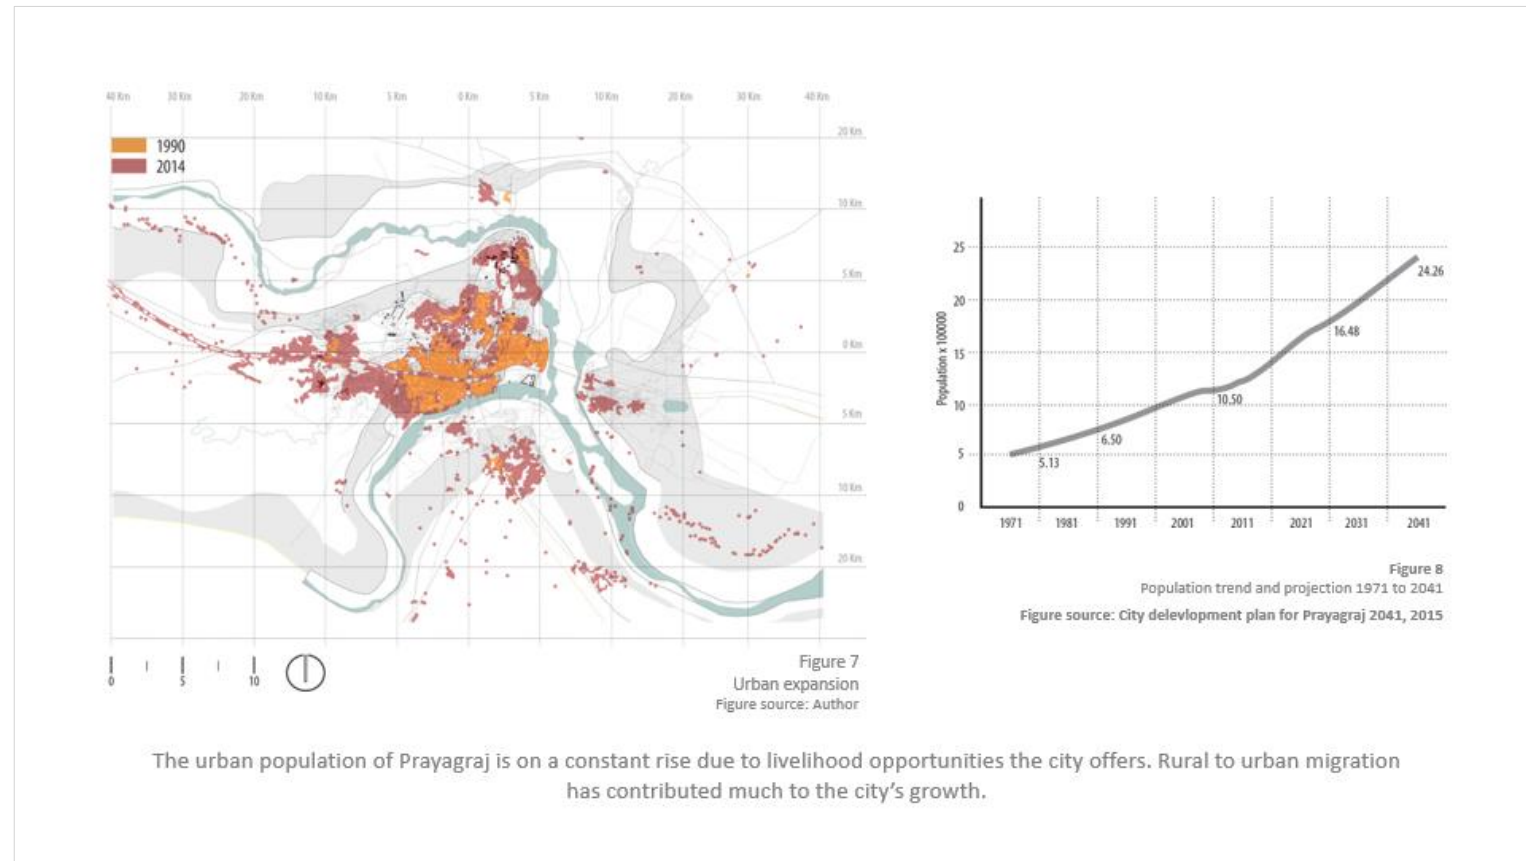 40 Km 30 Km 20 Km 10 Km 5 Km 0 Km 5 Km 10 Km 20 Km 30 Km 40 Km
1990
2014
20 Km
10 Km
5 Km
0 Km
5 Km
10 Km
20 Km
0 5 10
Figure 7
Urban expansion
Figure source: Author
Population x 100000
25
20
15
10
5
0
5.13
6.50
10.50
16.48
24.26
1971 1981 1991 2001 2011 2021 2031 2041
Figure 8
Population trend and projection 1971 to 2041
Figure source: City delevlopment plan for Prayagraj 2041, 2015
The urban population of Prayagraj is on a constant rise due to livelihood opportunities the city offers. Rural to urban migration
has contributed much to the city's growth.